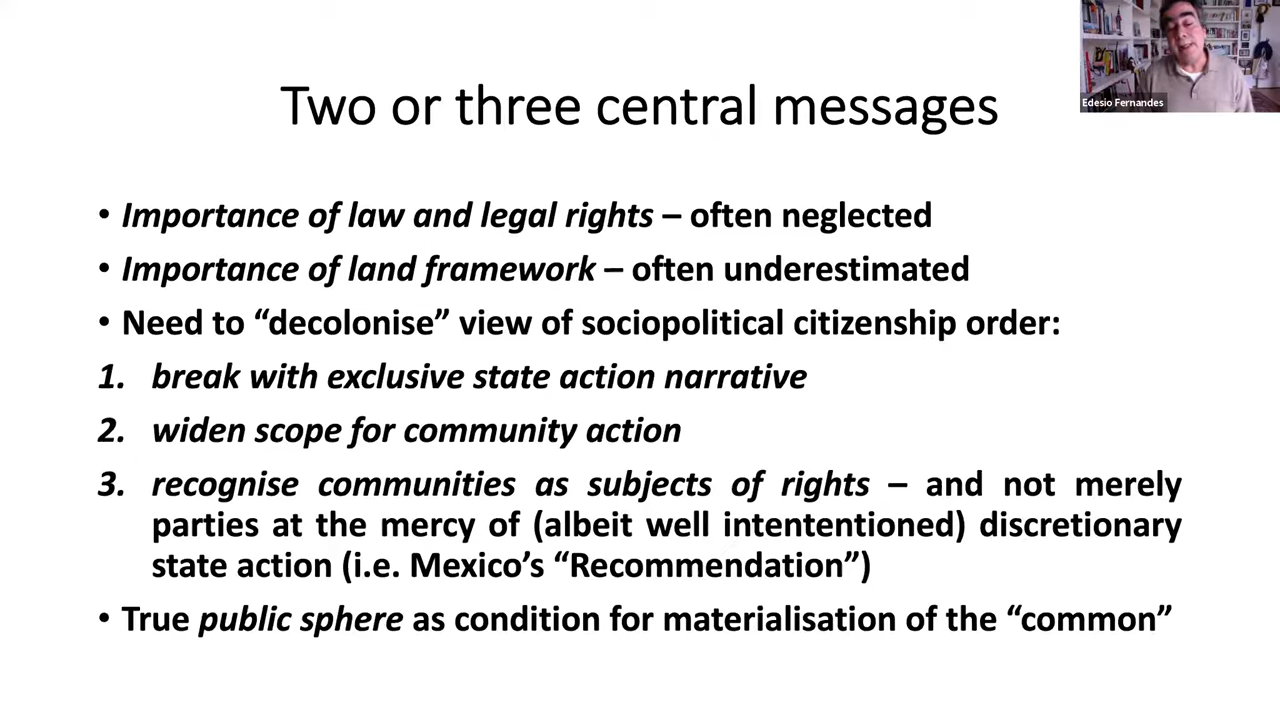 Edesio Fernandes
Two or three central messages
• Importance of law and legal rights – often neglected
• Importance of land framework – often underestimated
• Need to “decolonise” view of sociopolitical citizenship order:
1. break with exclusive state action narrative
2. widen scope for community action
3. recognise communities as subjects of rights – and not merely
parties at the mercy of (albeit well intententioned) discretionary
state action (i.e. Mexico’s “Recommendation”)
• True public sphere as condition for materialisation of the “common”